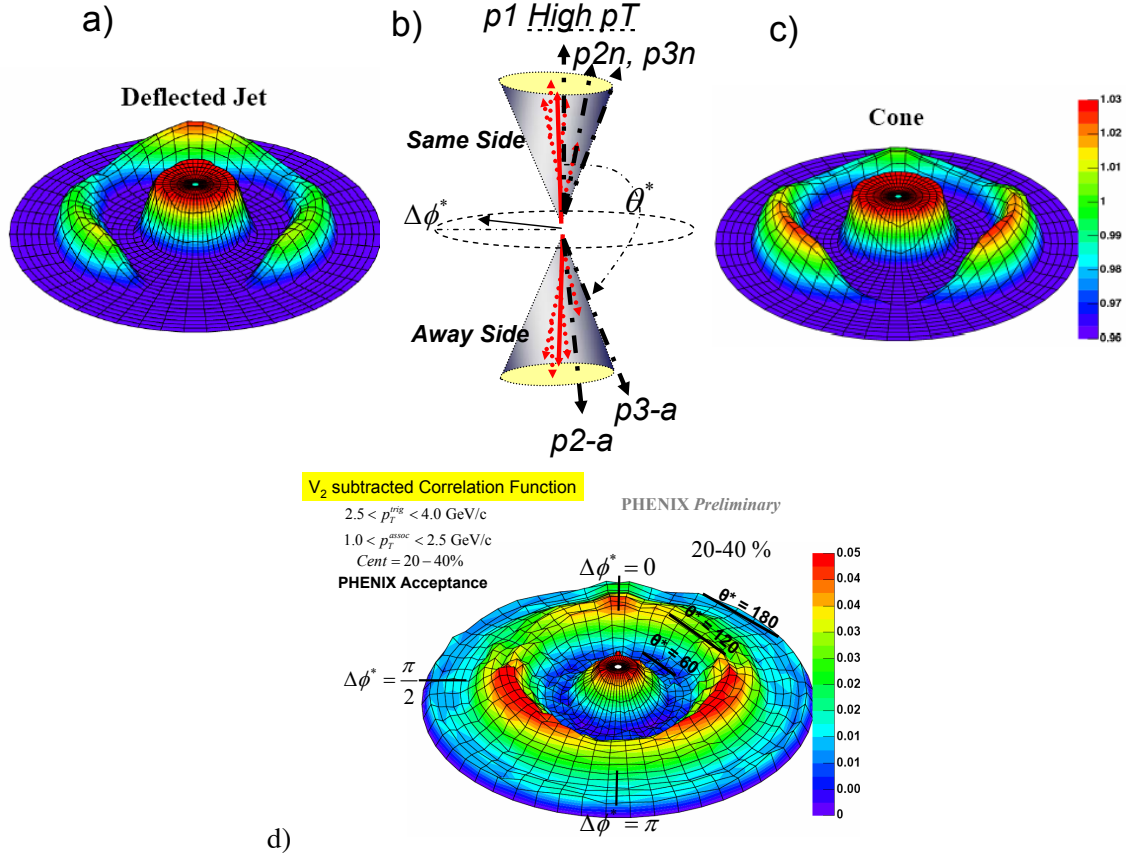 a)
Deflected Jet
b)
p1 High pT
p2n, p3n
Same Side
θ*
Δϕ*
Away Side
p3-a
p2-a
c)
Cone
1.03
1.02
1.01
1
0.99
0.98
0.97
0.96
V2 subtracted Correlation Function
2.5 < p_T^trig < 4.0 GeV/c
1.0 < p_T^assoc < 2.5 GeV/c
Cent = 20 – 40%
PHENIX Acceptance
PHENIX Preliminary
20-40 %
Δϕ* = 0
θ* = 180
θ* = 120
θ* = 60
Δϕ* = π/2
Δϕ* = π
0.05
0.04
0.04
0.03
0.03
0.02
0.02
0.01
0.01
0.00
0
d)